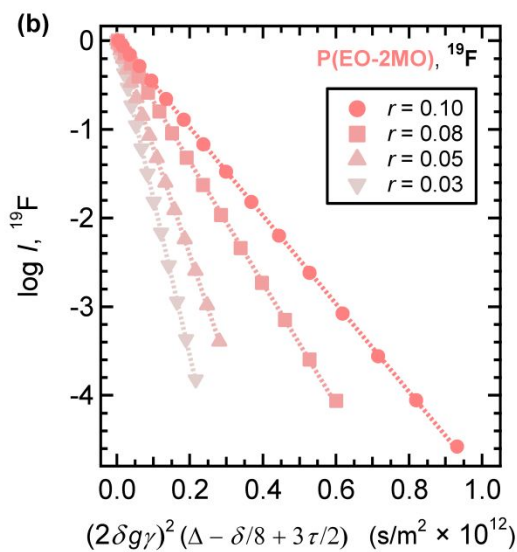 (b)
P(EO-2MO), ¹⁹F
r = 0.10
r = 0.08
r = 0.05
r = 0.03
log I, ¹⁹F
0
-1
-2
-3
-4
0.0 0.2 0.4 0.6 0.8 1.0
(2δgγ)² (Δ − δ/8 + 3τ/2) (s/m² × 10¹²)